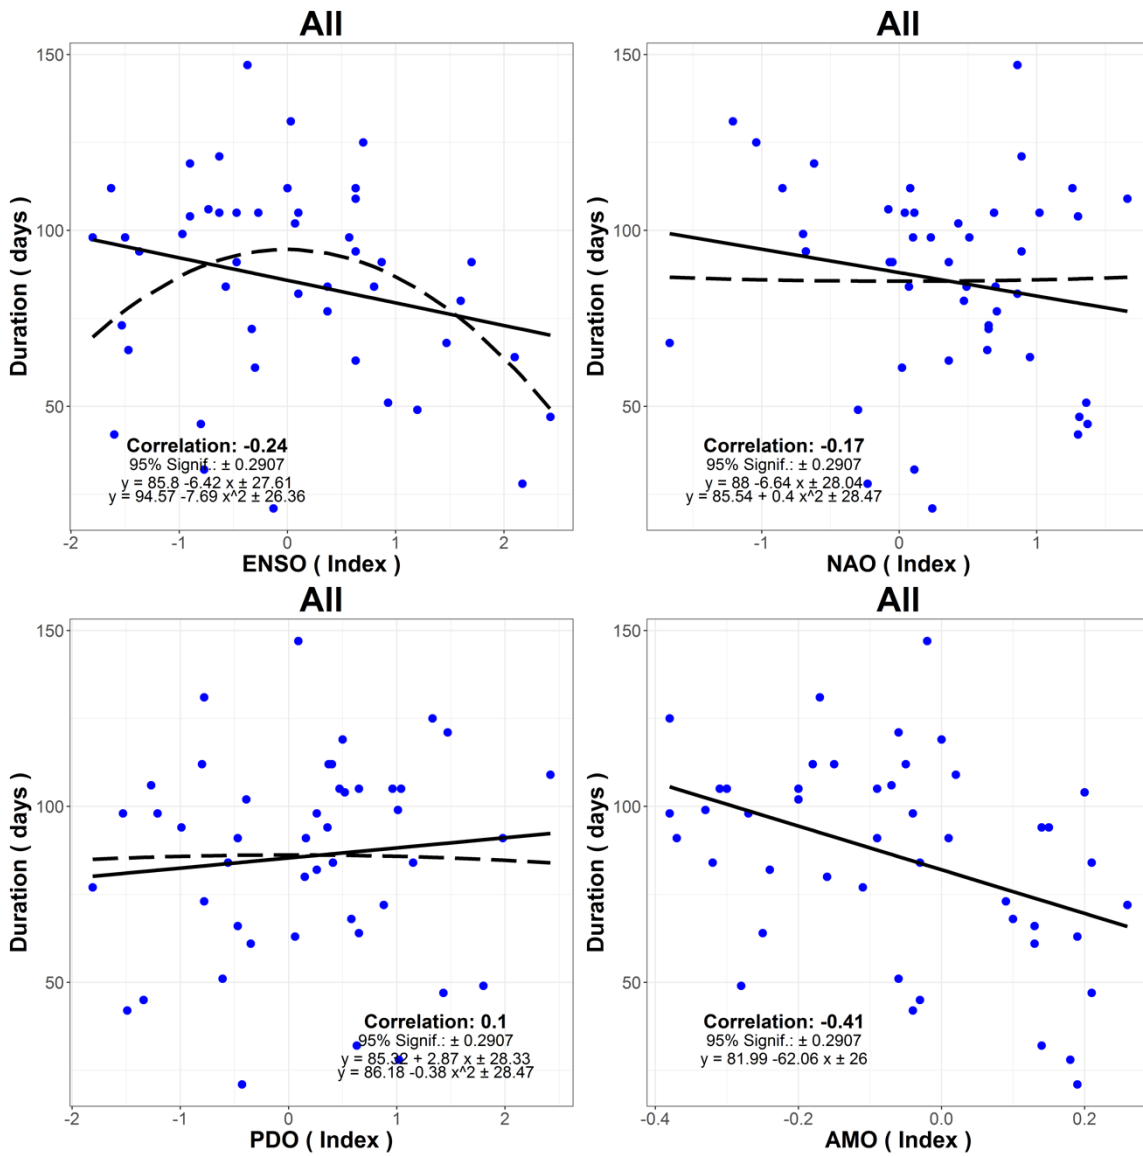 All
Duration ( days )
150
100
50
Correlation: -0.24
95% Signif.: ± 0.2907
y = 85.8 -6.42 x ± 27.61
y = 94.57 -7.69 x^2 ± 26.36
-2 -1 0 1 2
ENSO ( Index )
All
Duration ( days )
150
100
50
Correlation: -0.17
95% Signif.: ± 0.2907
y = 88 -6.64 x ± 28.04
y = 85.54 + 0.4 x^2 ± 28.47
-1 0 1
NAO ( Index )
All
Duration ( days )
150
100
50
Correlation: 0.1
95% Signif.: ± 0.2907
y = 85.32 + 2.87 x ± 28.33
y = 86.18 -0.38 x^2 ± 28.47
-2 -1 0 1 2
PDO ( Index )
All
Duration ( days )
150
100
50
Correlation: -0.41
95% Signif.: ± 0.2907
y = 81.99 -62.06 x ± 26
-0.4 -0.2 0.0 0.2
AMO ( Index )